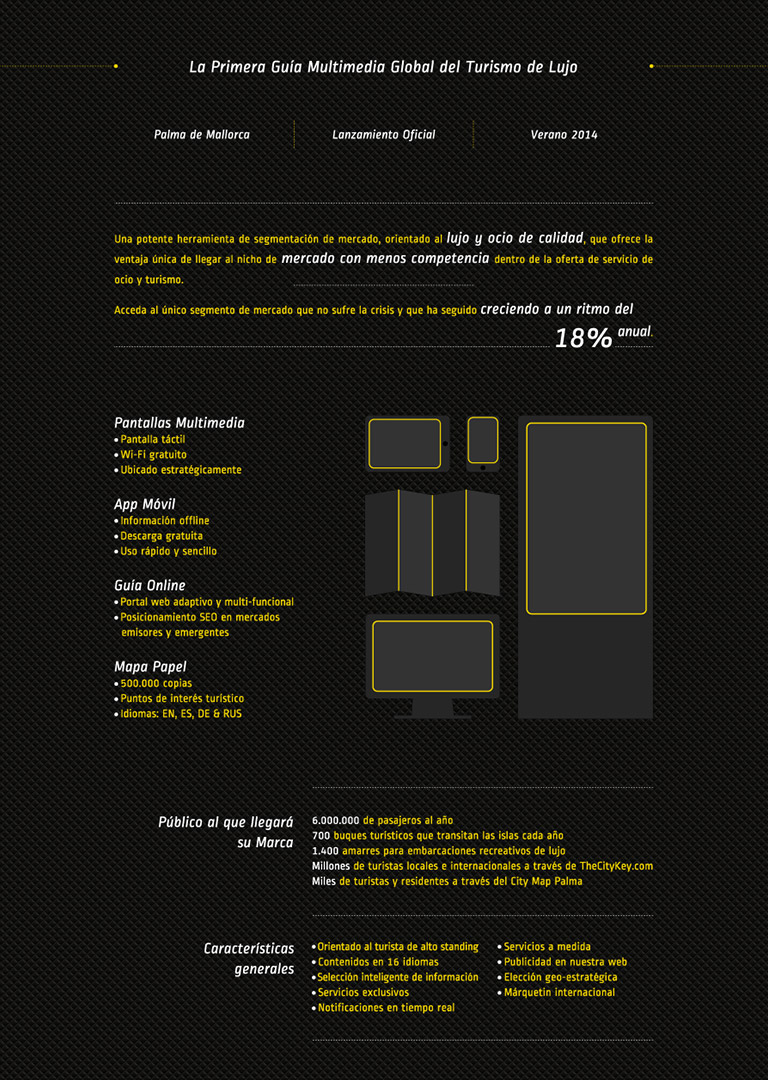 La Primera Guía Multimedia Global del Turismo de Lujo
Palma de Mallorca
Lanzamiento Oficial
Verano 2014
Una potente herramienta de segmentación de mercado, orientado al lujo y ocio de calidad, que ofrece la
ventaja única de llegar al nicho de mercado con menos competencia dentro de la oferta de servicio de
ocio y turismo.
Acceda al único segmento de mercado que no sufre la crisis y que ha seguido creciendo a un ritmo del
18% anual.
Pantallas Multimedia
• Pantalla táctil
• Wi-Fi gratuito
• Ubicado estratégicamente
App Móvil
• Información offline
• Descarga gratuita
• Uso rápido y sencillo
Guía Online
• Portal web adaptivo y multi-funcional
• Posicionamiento SEO en mercados
emisores y emergentes
Mapa Papel
• 500.000 copias
• Puntos de interés turístico
• Idiomas: EN, ES, DE & RUS
Público al que llegará
su Marca
6.000.000 de pasajeros al año
700 buques turísticos que transitan las islas cada año
1.400 amarres para embarcaciones recreativos de lujo
Millones de turistas locales e internacionales a través de TheCityKey.com
Miles de turistas y residentes a través del City Map Palma
Características
generales
• Orientado al turista de alto standing
• Contenidos en 16 idiomas
• Selección inteligente de información
• Servicios exclusivos
• Notificaciones en tiempo real
• Servicios a medida
• Publicidad en nuestra web
• Elección geo-estratégica
• Márquetin internacional